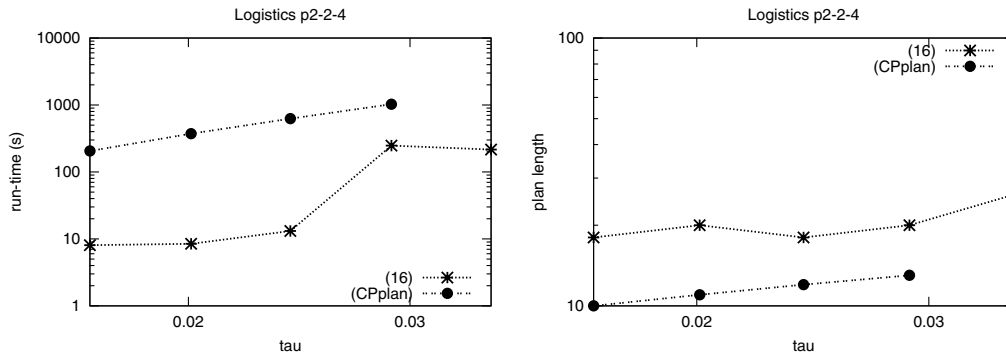 Logistics p2-2-4
10000
1000
100
10
1
run-time (s)
0.02
0.03
tau
(16)
(CPplan)
Logistics p2-2-4
100
10
plan length
0.02
0.03
tau
(16)
(CPplan)